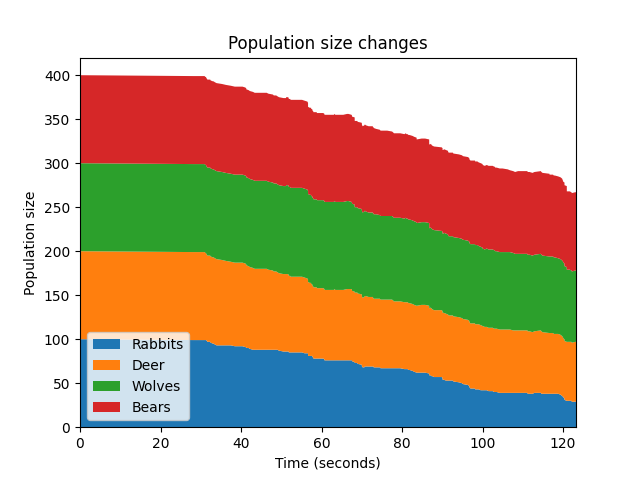 Population size changes
Population size
400
350
300
250
200
150
100
50
0
Rabbits
Deer
Wolves
Bears
0 20 40 60 80 100 120
Time (seconds)